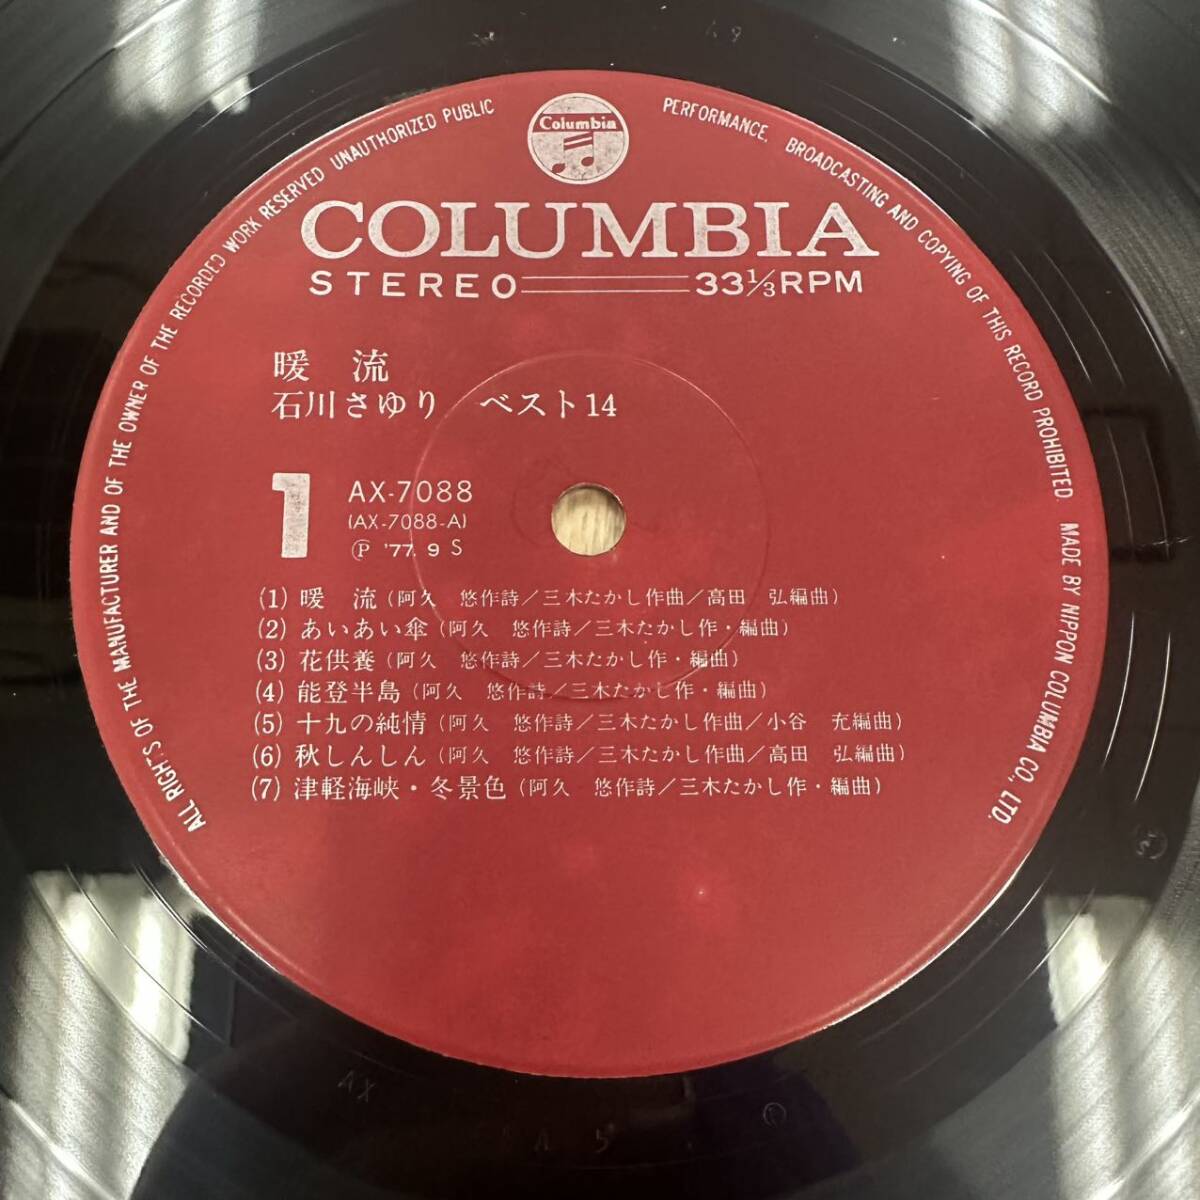 Columbia
COLUMBIA
STEREO 33 1/3 RPM
暖 流
石川さゆり ベスト14
1
AX-7088
(AX-7088-A)
Ⓟ '77. 9 S
(1) 暖 流 (阿久 悠作詩／三木たかし作曲／高田 弘編曲)
(2) あいあい傘 (阿久 悠作詩／三木たかし作・編曲)
(3) 花供養 (阿久 悠作詩／三木たかし作・編曲)
(4) 能登半島 (阿久 悠作詩／三木たかし作・編曲)
(5) 十九の純情 (阿久 悠作詩／三木たかし作曲／小谷 充編曲)
(6) 秋しんしん (阿久 悠作詩／三木たかし作曲／高田 弘編曲)
(7) 津軽海峡・冬景色 (阿久 悠作詩／三木たかし作・編曲)
ALL RIGHTS OF THE MANUFACTURER AND OF THE OWNER OF THE RECORDED WORK RESERVED UNAUTHORIZED PUBLIC PERFORMANCE, BROADCASTING AND COPYING OF THIS RECORD PROHIBITED. MADE BY NIPPON COLUMBIA CO., LTD.
AX